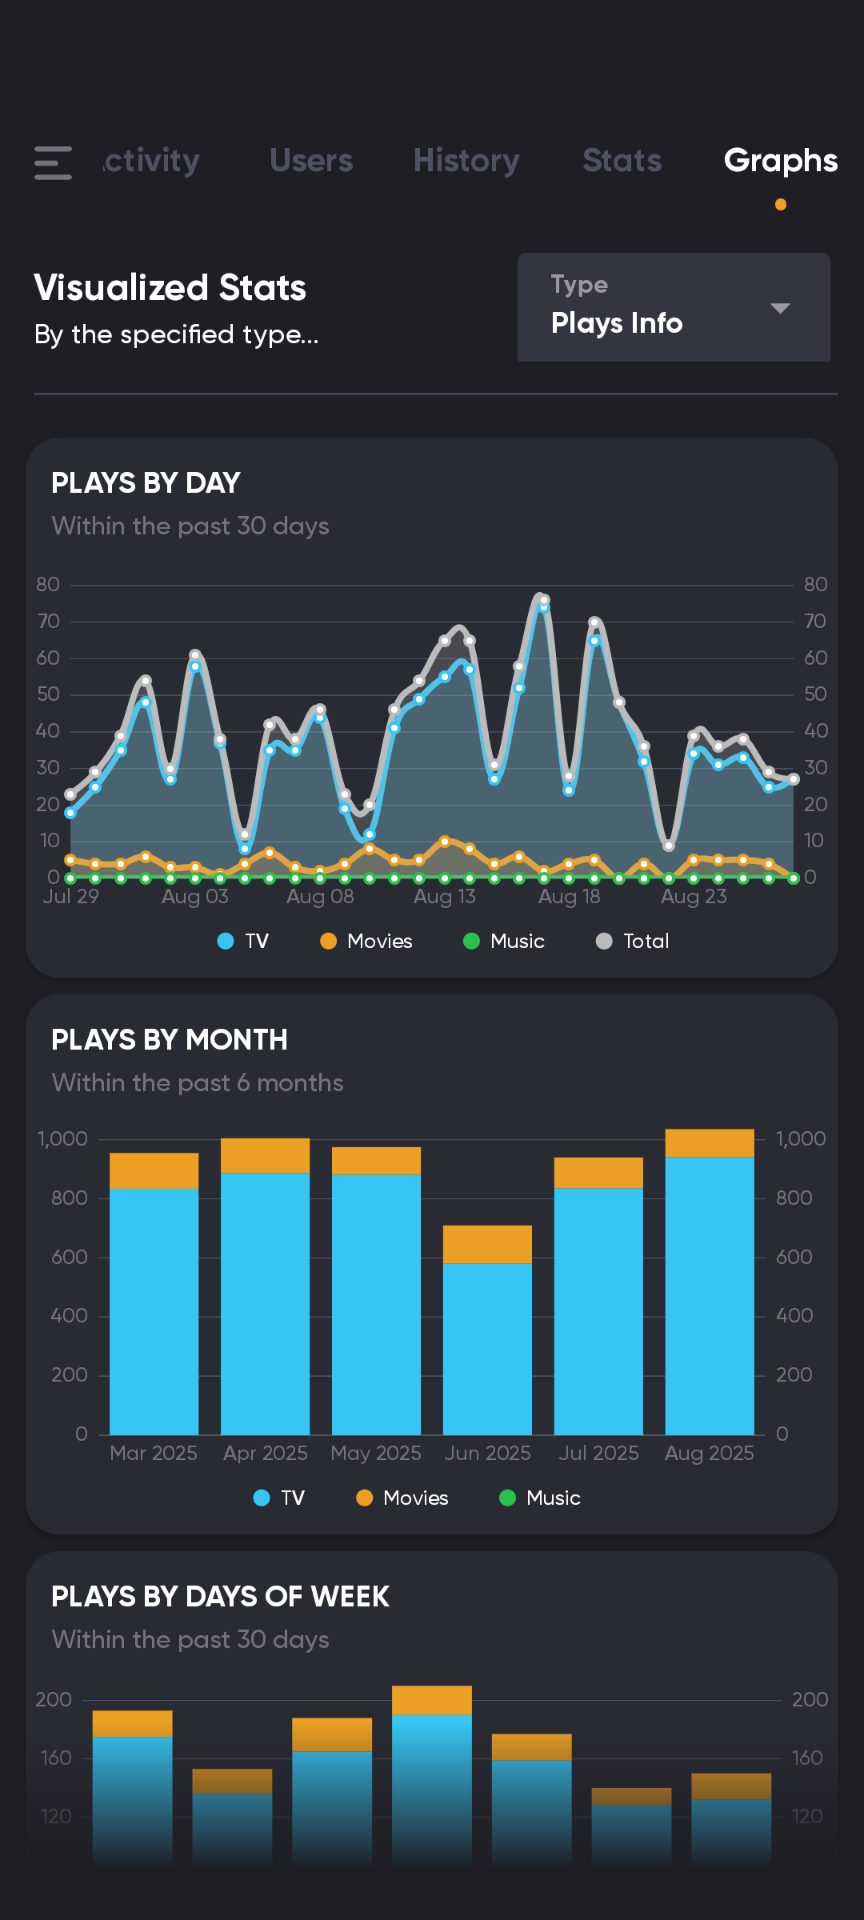 ctivity Users History Stats Graphs
Visualized Stats
By the specified type...
Type
Plays Info
PLAYS BY DAY
Within the past 30 days
80 80
70 70
60 60
50 50
40 40
30 30
20 20
10 10
0 0
Jul 29 Aug 03 Aug 08 Aug 13 Aug 18 Aug 23
TV Movies Music Total
PLAYS BY MONTH
Within the past 6 months
1,000 1,000
800 800
600 600
400 400
200 200
0 0
Mar 2025 Apr 2025 May 2025 Jun 2025 Jul 2025 Aug 2025
TV Movies Music
PLAYS BY DAYS OF WEEK
Within the past 30 days
200 200
160 160
120 120